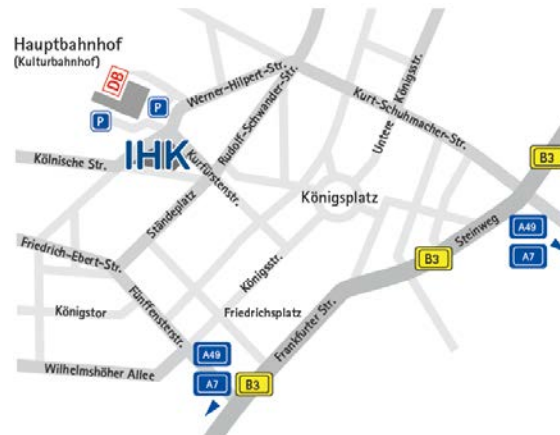 Hauptbahnhof
(Kulturbahnhof)
DB
P
P
Werner-Hilpert-Str.
Rudolf-Schwander-Str.
Kurt-Schuhmacher-Str.
Untere Königsstr.
Kölnische Str.
IHK
Kurfürstenstr.
Ständeplatz
Königsplatz
B3
A49
A7
Steinweg
B3
Friedrich-Ebert-Str.
Königsstr.
Königstor
Fünffensterstr.
Friedrichsplatz
Frankfurter Str.
Wilhelmshöher Allee
A49
A7
B3